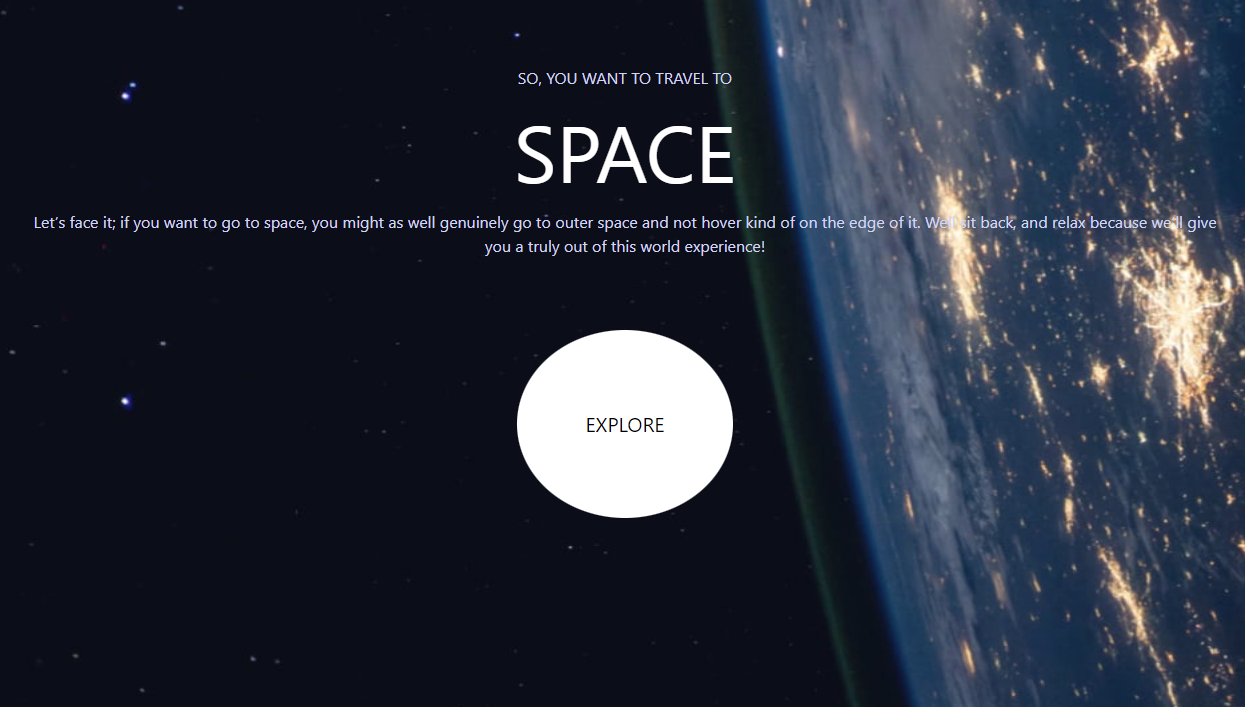 SO, YOU WANT TO TRAVEL TO
SPACE
Let’s face it; if you want to go to space, you might as well genuinely go to outer space and not hover kind of on the edge of it. Well sit back, and relax because we’ll give
you a truly out of this world experience!
EXPLORE